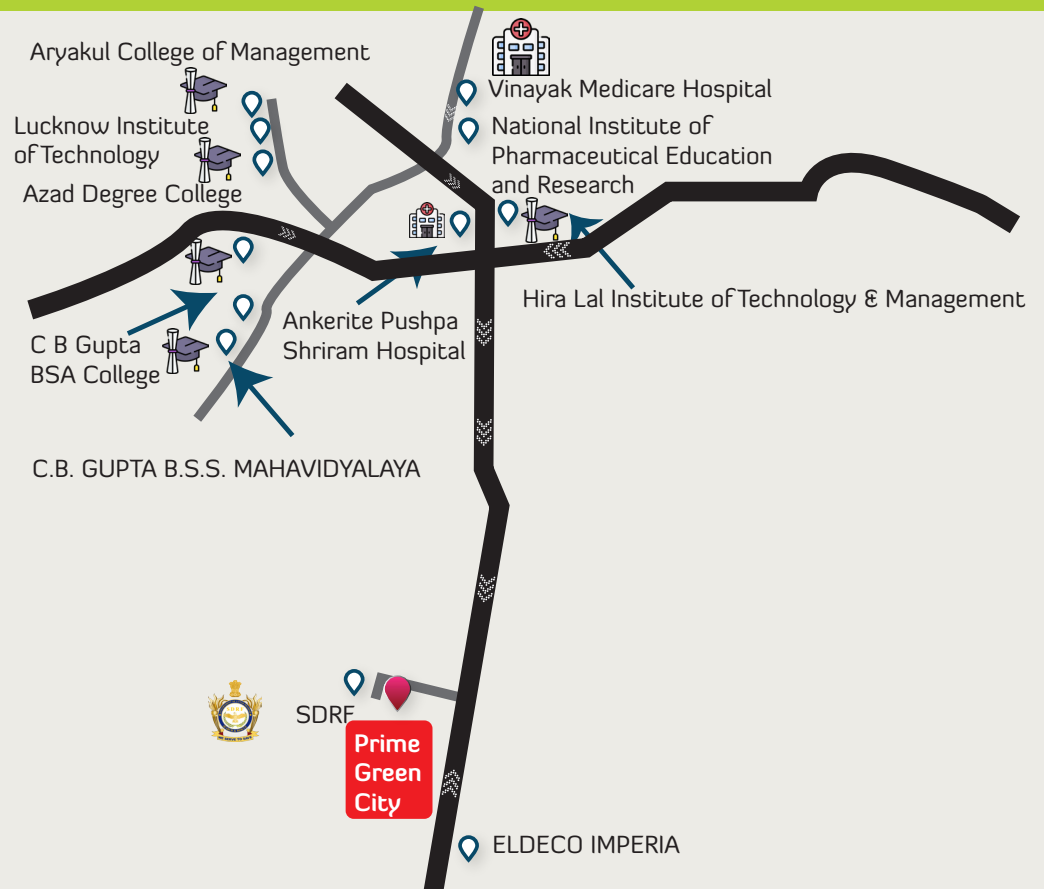 Aryakul College of Management
Vinayak Medicare Hospital
Lucknow Institute
of Technology
National Institute of
Pharmaceutical Education
and Research
Azad Degree College
Hira Lal Institute of Technology & Management
Ankerite Pushpa
Shriram Hospital
C B Gupta
BSA College
C.B. GUPTA B.S.S. MAHAVIDYALAYA
SDRF
Prime
Green
City
ELDECO IMPERIA